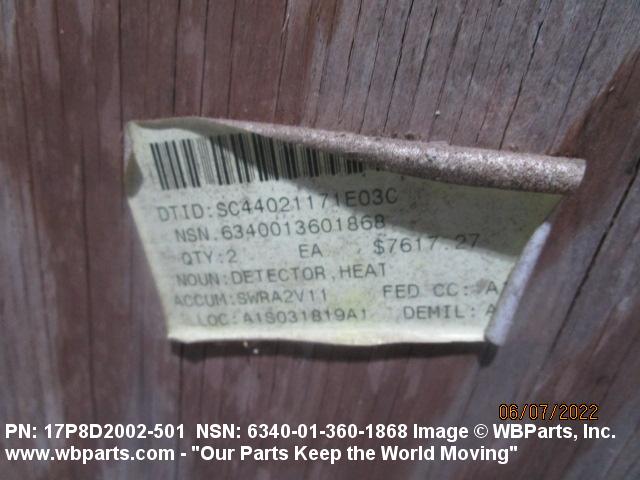 DTID:SC44021171E03C
NSN.6340013601868
QTY:2 EA $7617.27
NOUN:DETECTOR,HEAT
ACCUM:SWRA2V11 FED CC: A
LOC:A1S031819A1 DEMIL: A
06/07/2022
PN: 17P8D2002-501 NSN: 6340-01-360-1868 Image © WBParts, Inc.
www.wbparts.com - "Our Parts Keep the World Moving"